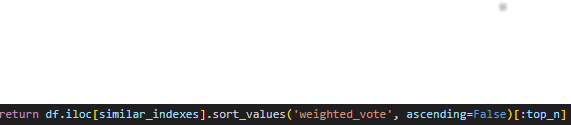 return df.iloc[similar_indexes].sort_values('weighted_vote', ascending=False)[:top_n]